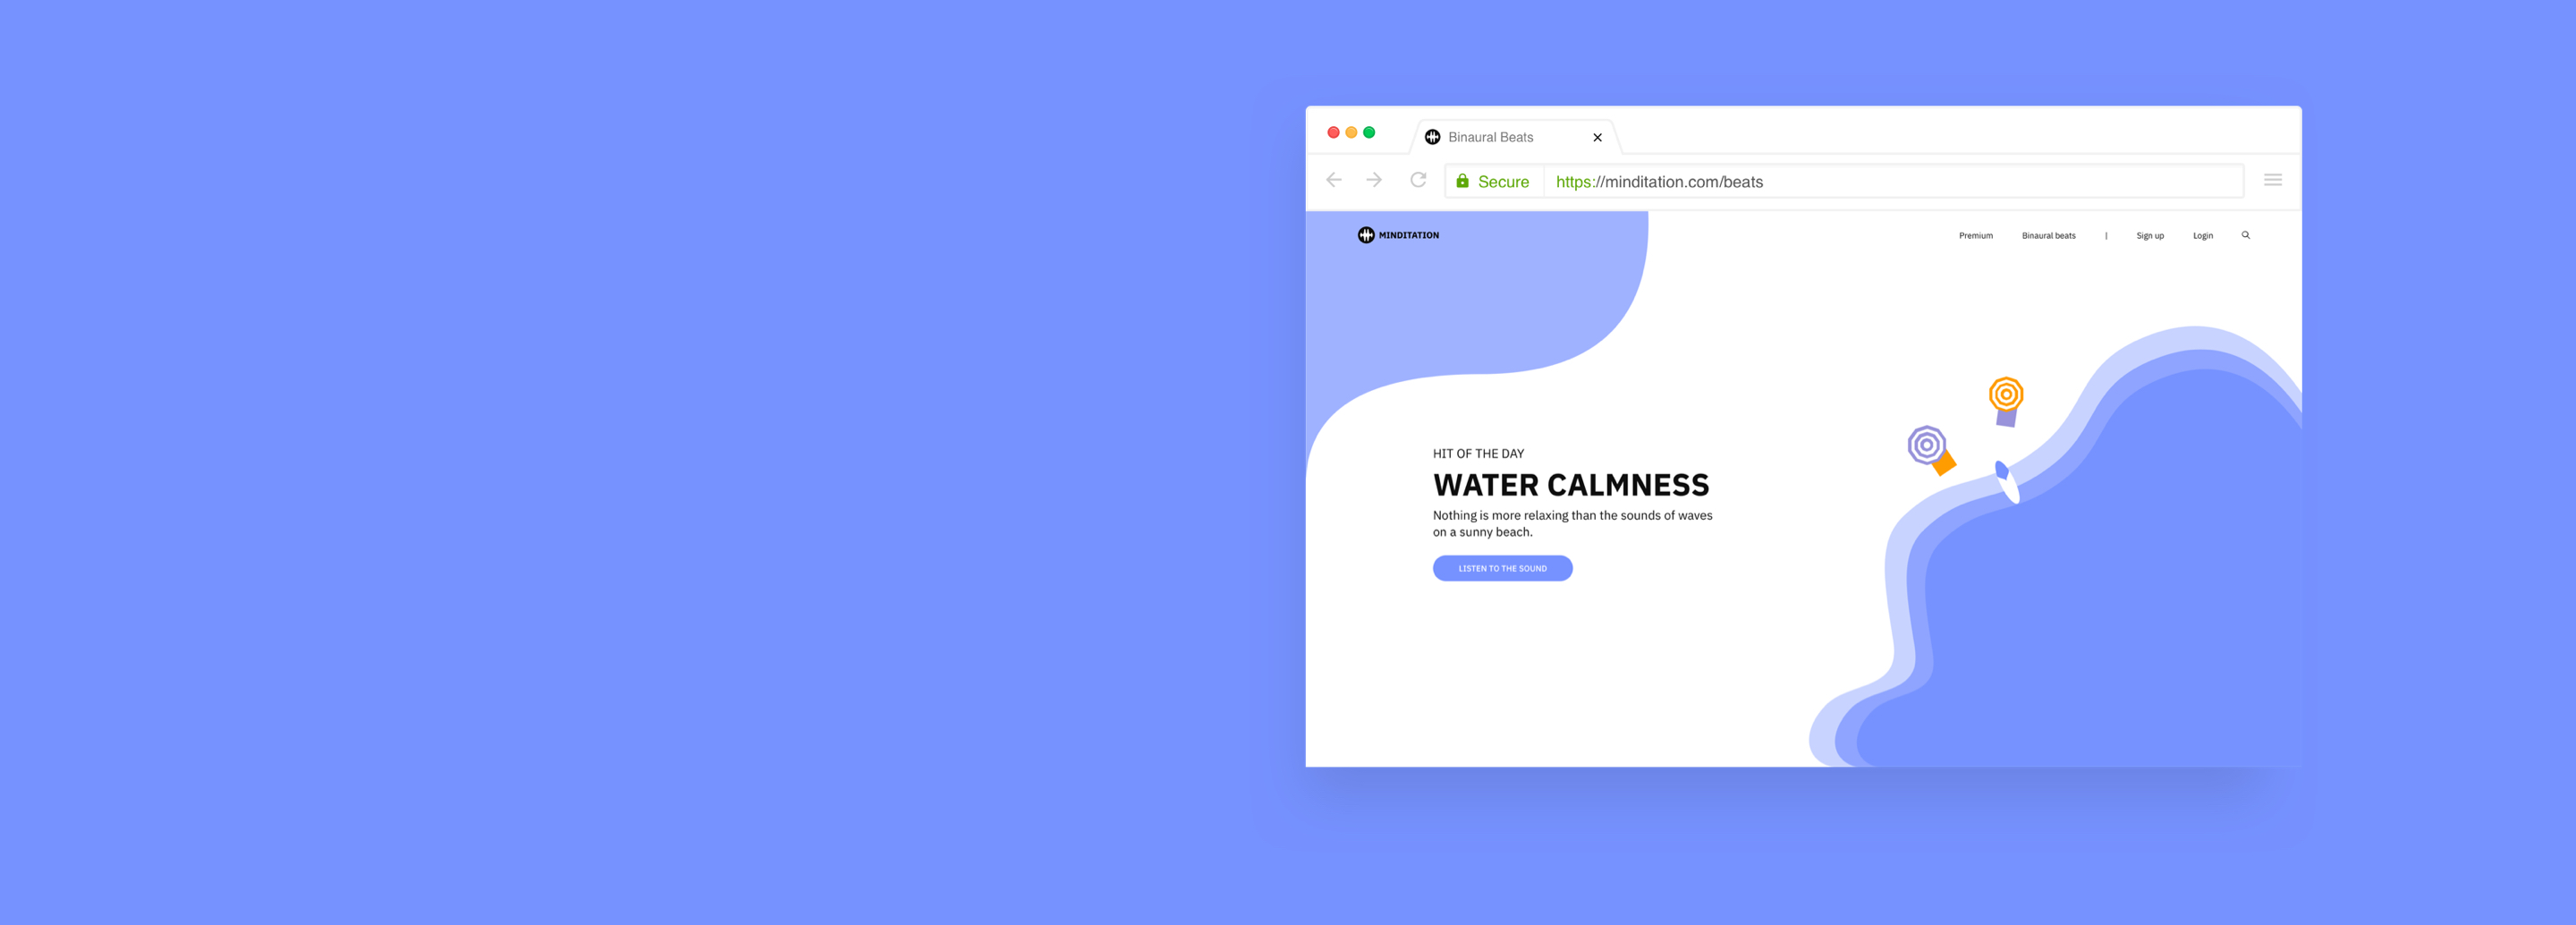 Binaural Beats
Secure https://minditation.com/beats
MINDITATION
Premium Binaural beats | Sign up Login
HIT OF THE DAY
WATER CALMNESS
Nothing is more relaxing than the sounds of waves
on a sunny beach.
LISTEN TO THE SOUND